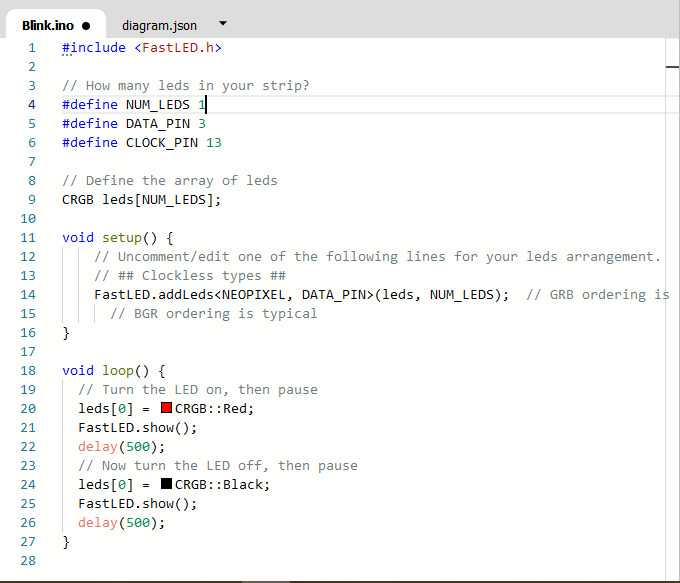 Blink.ino ● diagram.json
1 #include <FastLED.h>
2
3 // How many leds in your strip?
4 #define NUM_LEDS 1
5 #define DATA_PIN 3
6 #define CLOCK_PIN 13
7
8 // Define the array of leds
9 CRGB leds[NUM_LEDS];
10
11 void setup() {
12 // Uncomment/edit one of the following lines for your leds arrangement.
13 // ## Clockless types ##
14 FastLED.addLeds<NEOPIXEL, DATA_PIN>(leds, NUM_LEDS);  // GRB ordering is
15 // BGR ordering is typical
16 }
17
18 void loop() {
19 // Turn the LED on, then pause
20 leds[0] = CRGB::Red;
21 FastLED.show();
22 delay(500);
23 // Now turn the LED off, then pause
24 leds[0] = CRGB::Black;
25 FastLED.show();
26 delay(500);
27 }
28